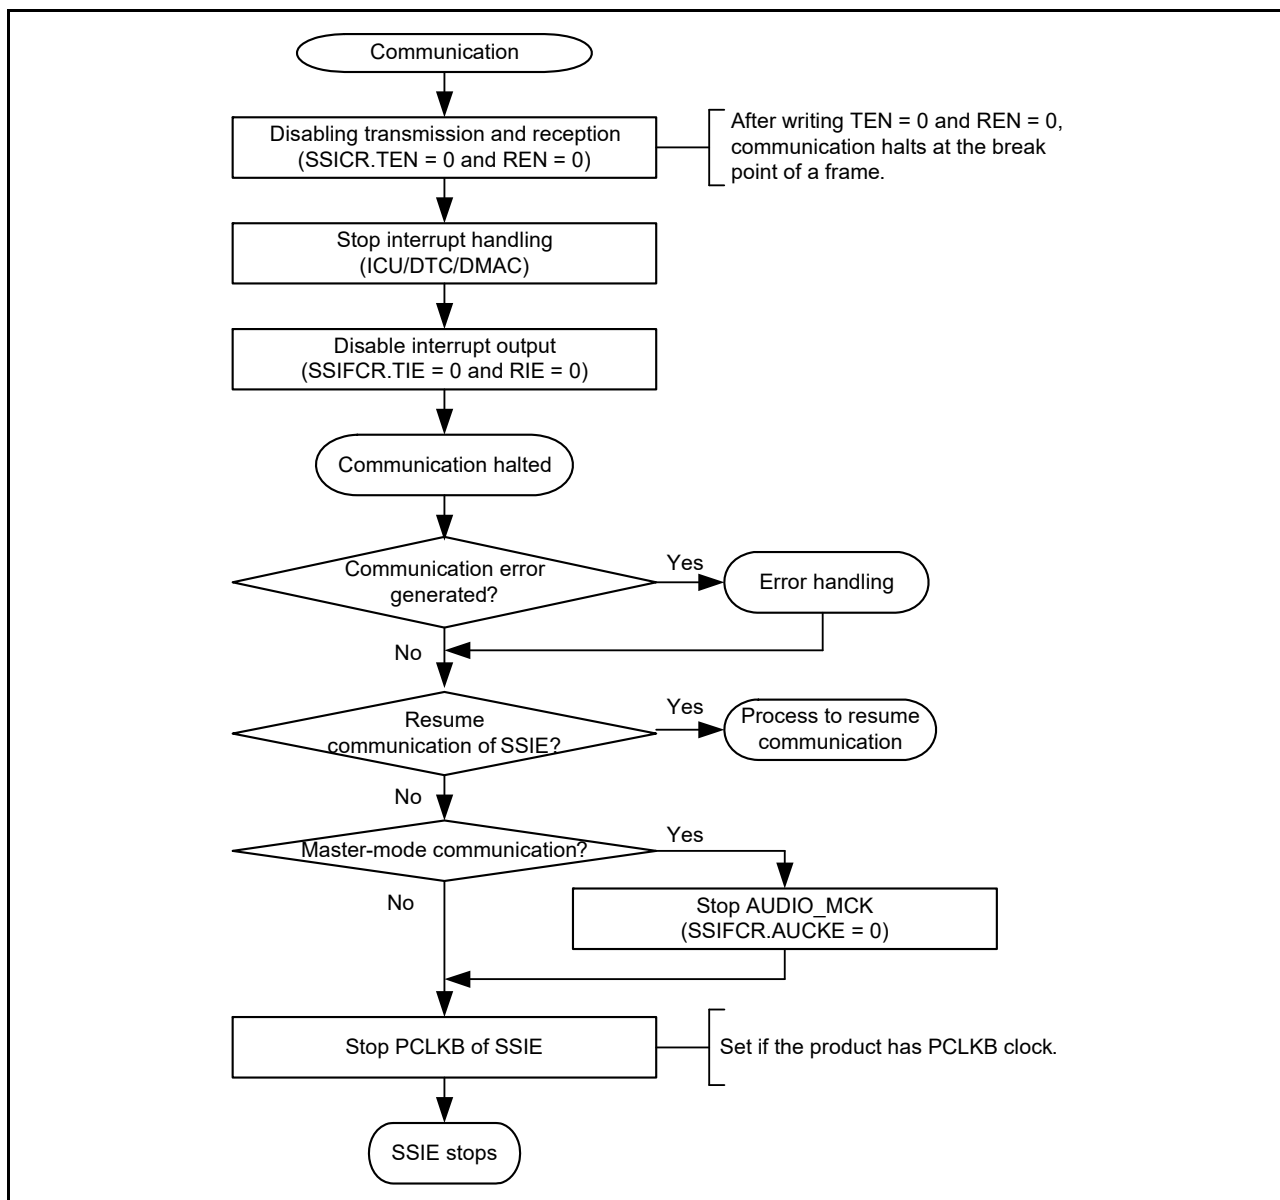 Communication
Disabling transmission and reception
(SSICR.TEN = 0 and REN = 0)
After writing TEN = 0 and REN = 0,
communication halts at the break
point of a frame.
Stop interrupt handling
(ICU/DTC/DMAC)
Disable interrupt output
(SSIFCR.TIE = 0 and RIE = 0)
Communication halted
Communication error
generated?
Yes
Error handling
No
Resume
communication of SSIE?
Yes
Process to resume
communication
No
Master-mode communication?
Yes
No
Stop AUDIO_MCK
(SSIFCR.AUCKE = 0)
Stop PCLKB of SSIE
Set if the product has PCLKB clock.
SSIE stops